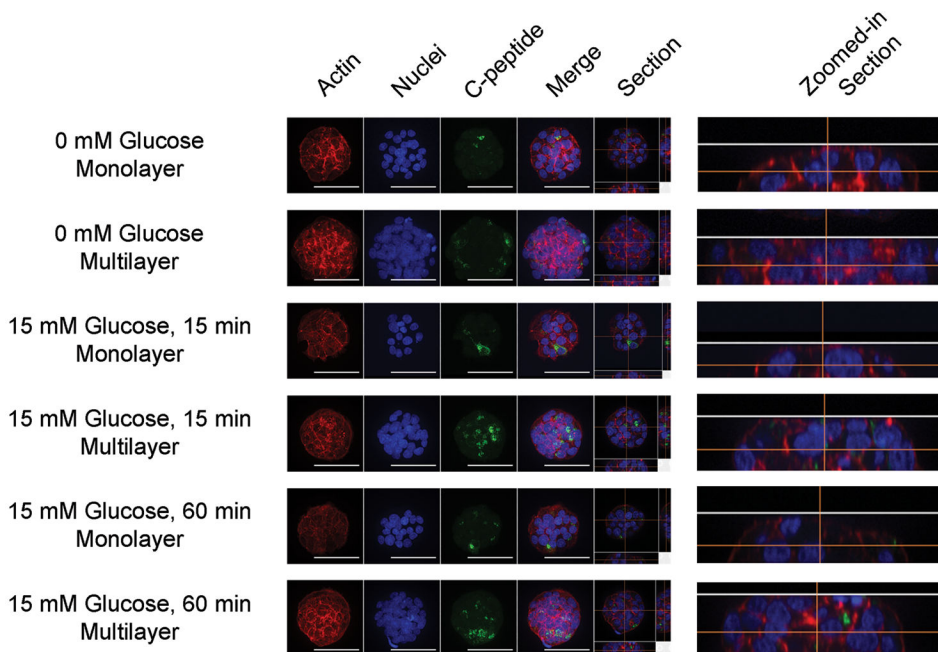 Actin
Nuclei
C-peptide
Merge
Section
Zoomed-in
Section
0 mM Glucose
Monolayer
0 mM Glucose
Multilayer
15 mM Glucose, 15 min
Monolayer
15 mM Glucose, 15 min
Multilayer
15 mM Glucose, 60 min
Monolayer
15 mM Glucose, 60 min
Multilayer